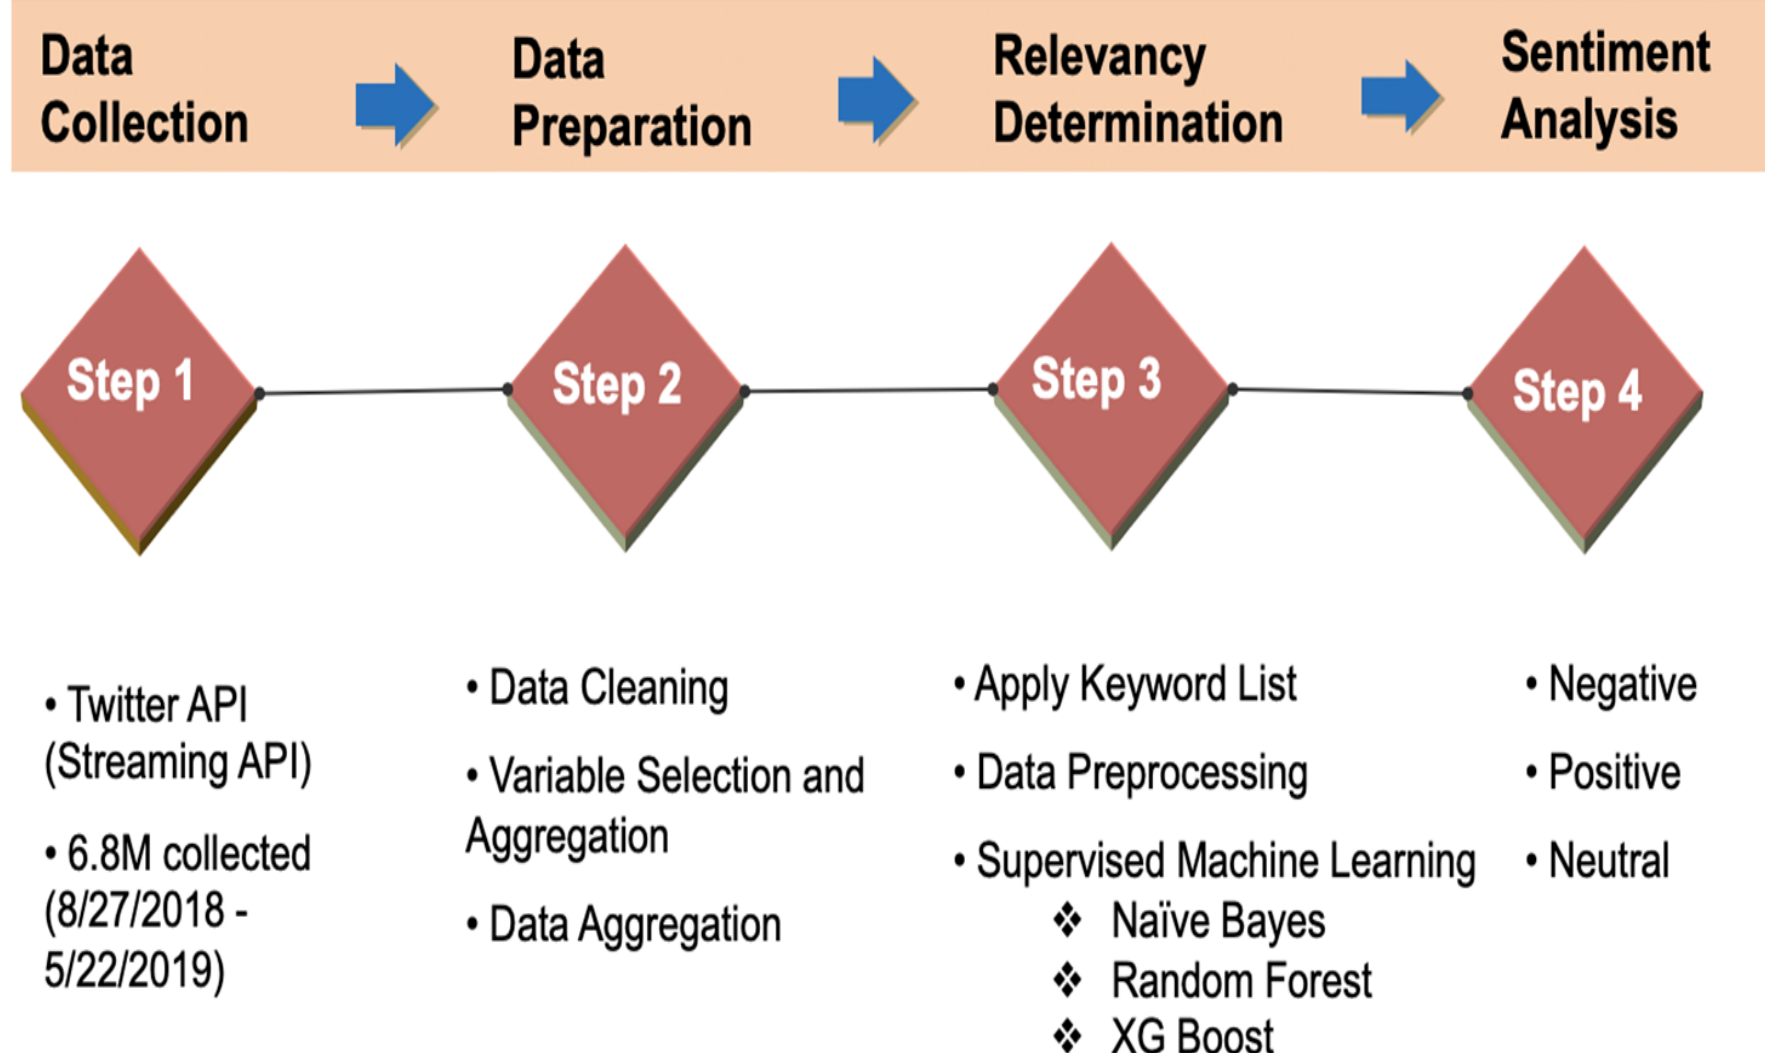 Data
Collection
Data
Preparation
Relevancy
Determination
Sentiment
Analysis
Step 1
Step 2
Step 3
Step 4
• Twitter API
(Streaming API)
• 6.8M collected
(8/27/2018 -
5/22/2019)
• Data Cleaning
• Variable Selection and
Aggregation
• Data Aggregation
• Apply Keyword List
• Data Preprocessing
• Supervised Machine Learning
❖ Naïve Bayes
❖ Random Forest
❖ XG Boost
• Negative
• Positive
• Neutral